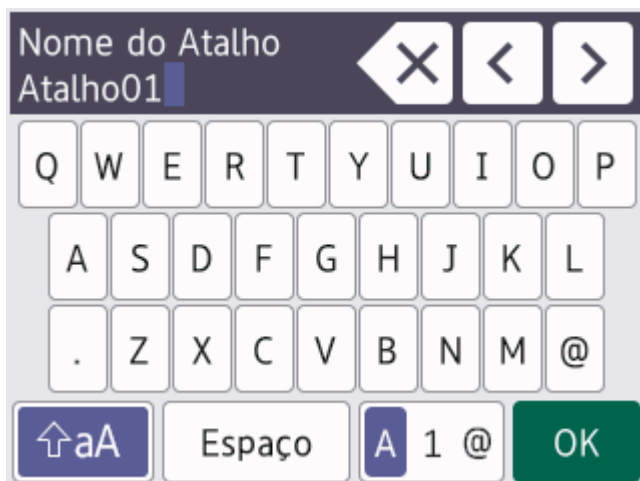 Nome do Atalho
Atalho01
Q W E R T Y U I O P
A S D F G H J K L
. Z X C V B N M @
aA Espaço A 1 @ OK